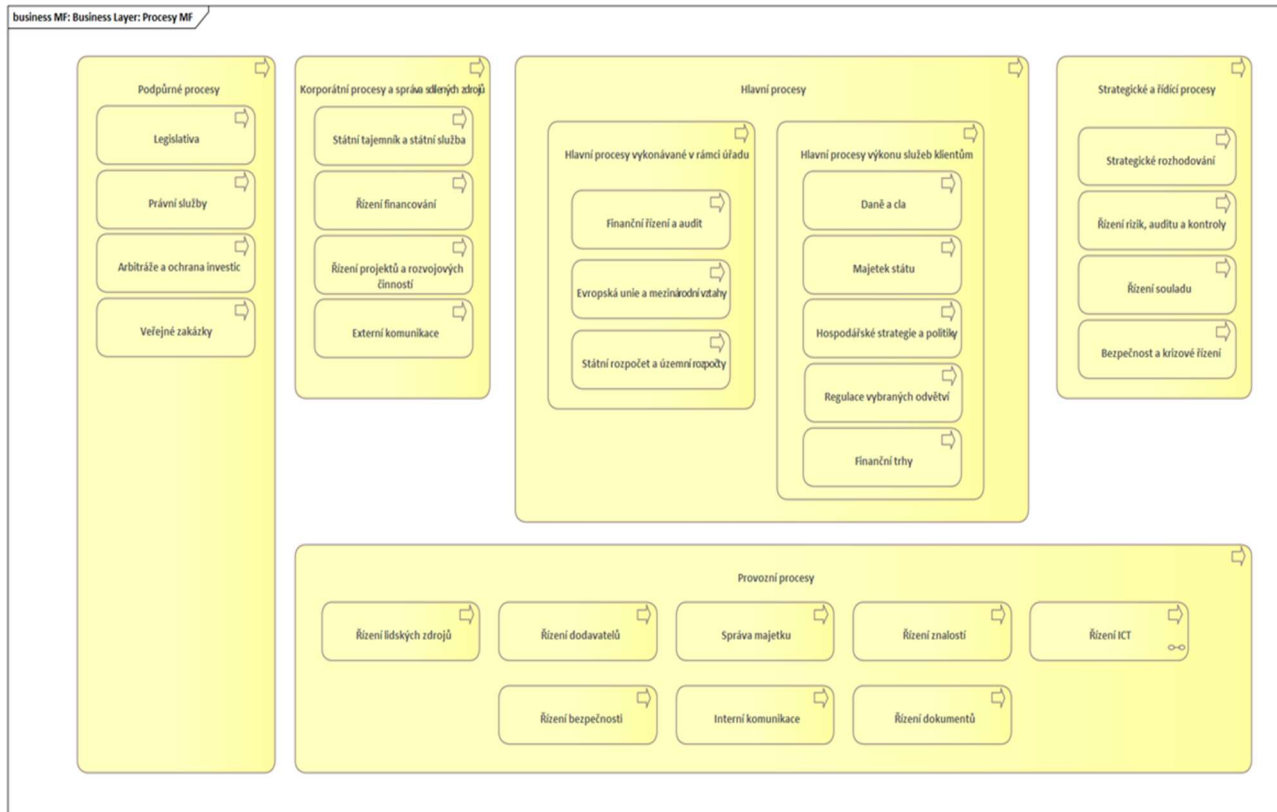 business MF: Business Layer: Procesy MF
Podpůrné procesy
Legislativa
Právní služby
Arbitráže a ochrana investic
Veřejné zakázky
Korporátní procesy a správa sdílených zdrojů
Státní tajemník a státní služba
Řízení financování
Řízení projektů a rozvojových
činností
Externí komunikace
Hlavní procesy
Hlavní procesy vykonávané v rámci úřadu
Finanční řízení a audit
Evropská unie a mezinárodní vztahy
Státní rozpočet a územní rozpočty
Hlavní procesy výkonu služeb klientům
Daně a cla
Majetek státu
Hospodářské strategie a politiky
Regulace vybraných odvětví
Finanční trhy
Strategické a řídící procesy
Strategické rozhodování
Řízení rizik, auditu a kontroly
Řízení souladu
Bezpečnost a krizové řízení
Provozní procesy
Řízení lidských zdrojů
Řízení dodavatelů
Správa majetku
Řízení znalostí
Řízení ICT
Řízení bezpečnosti
Interní komunikace
Řízení dokumentů